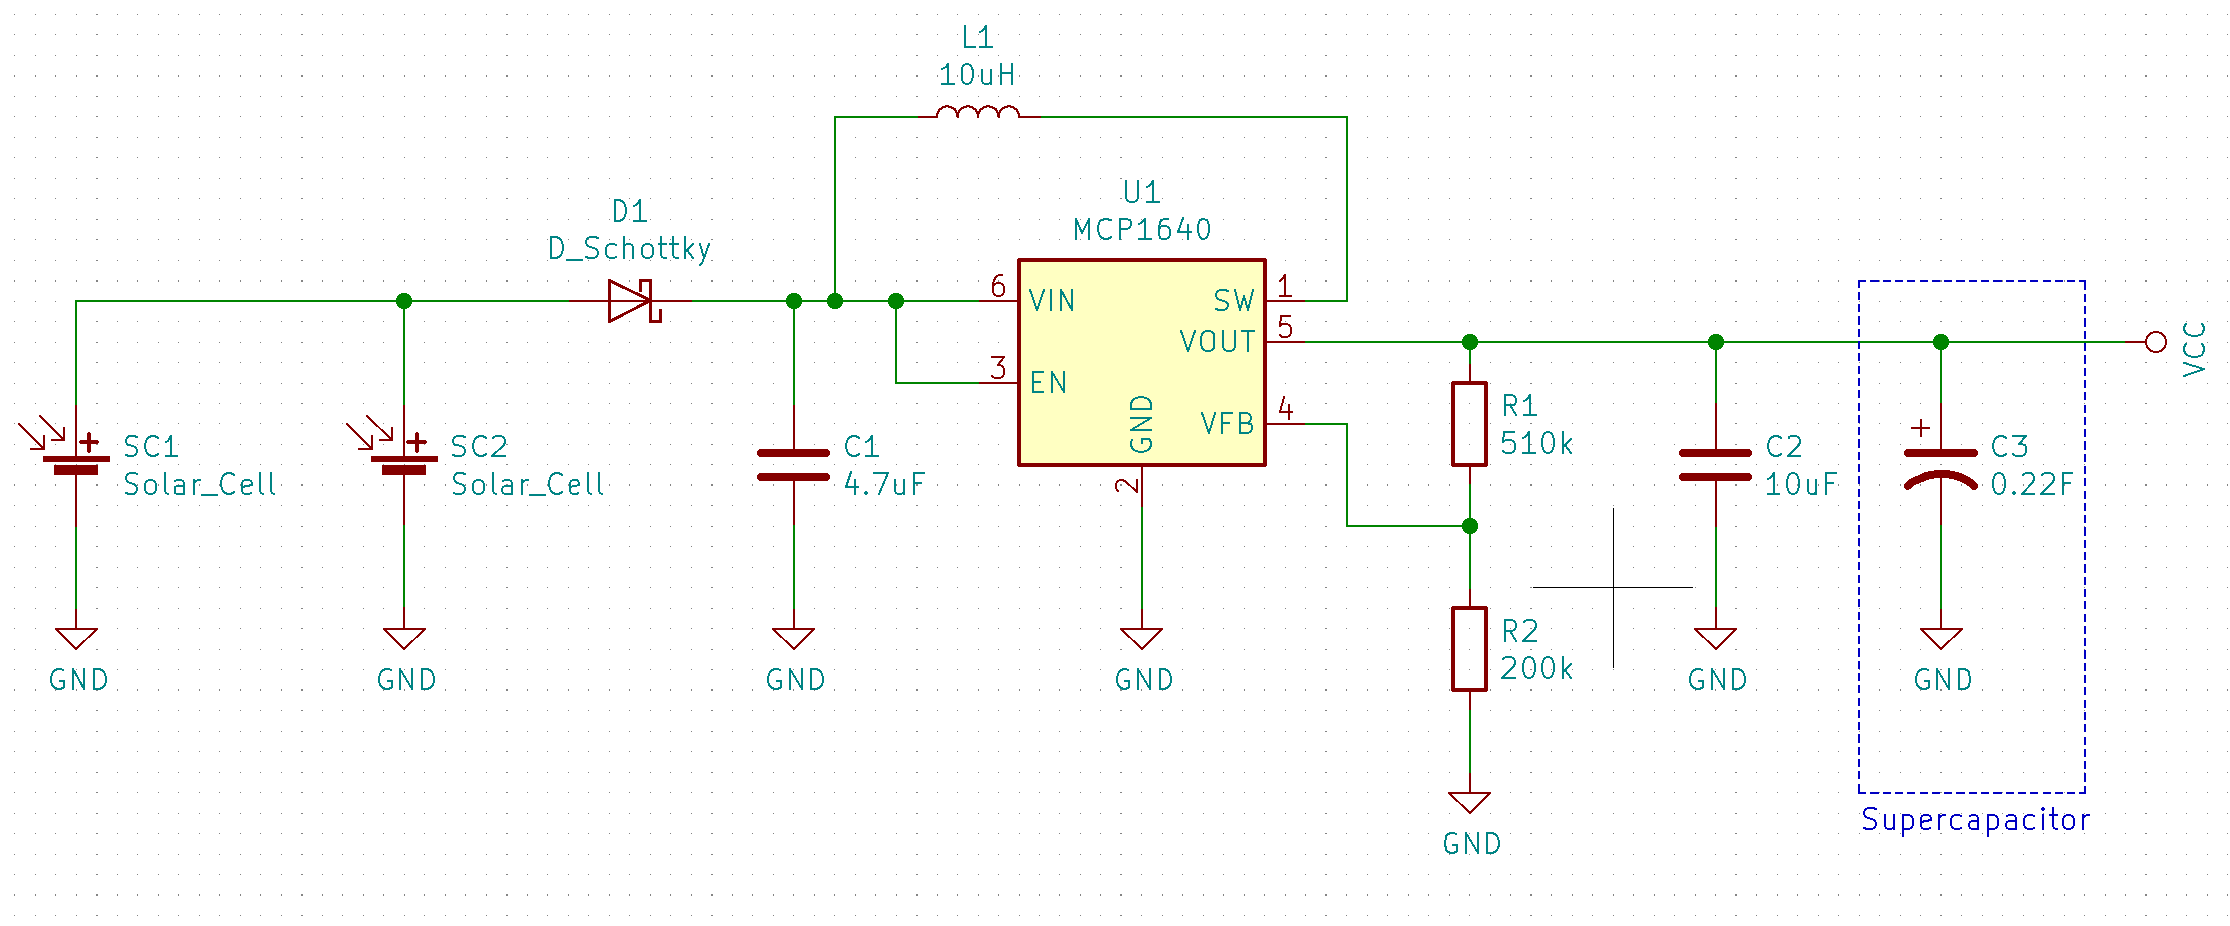 L1
10uH
U1
MCP1640
D1
D_Schottky
6
VIN
SW
1
VOUT
5
3
EN
VFB
4
GND
2
VCC
R1
510k
SC1
Solar_Cell
SC2
Solar_Cell
C1
4.7uF
C2
10uF
+
C3
0.22F
R2
200k
GND
GND
GND
GND
GND
GND
Supercapacitor
GND